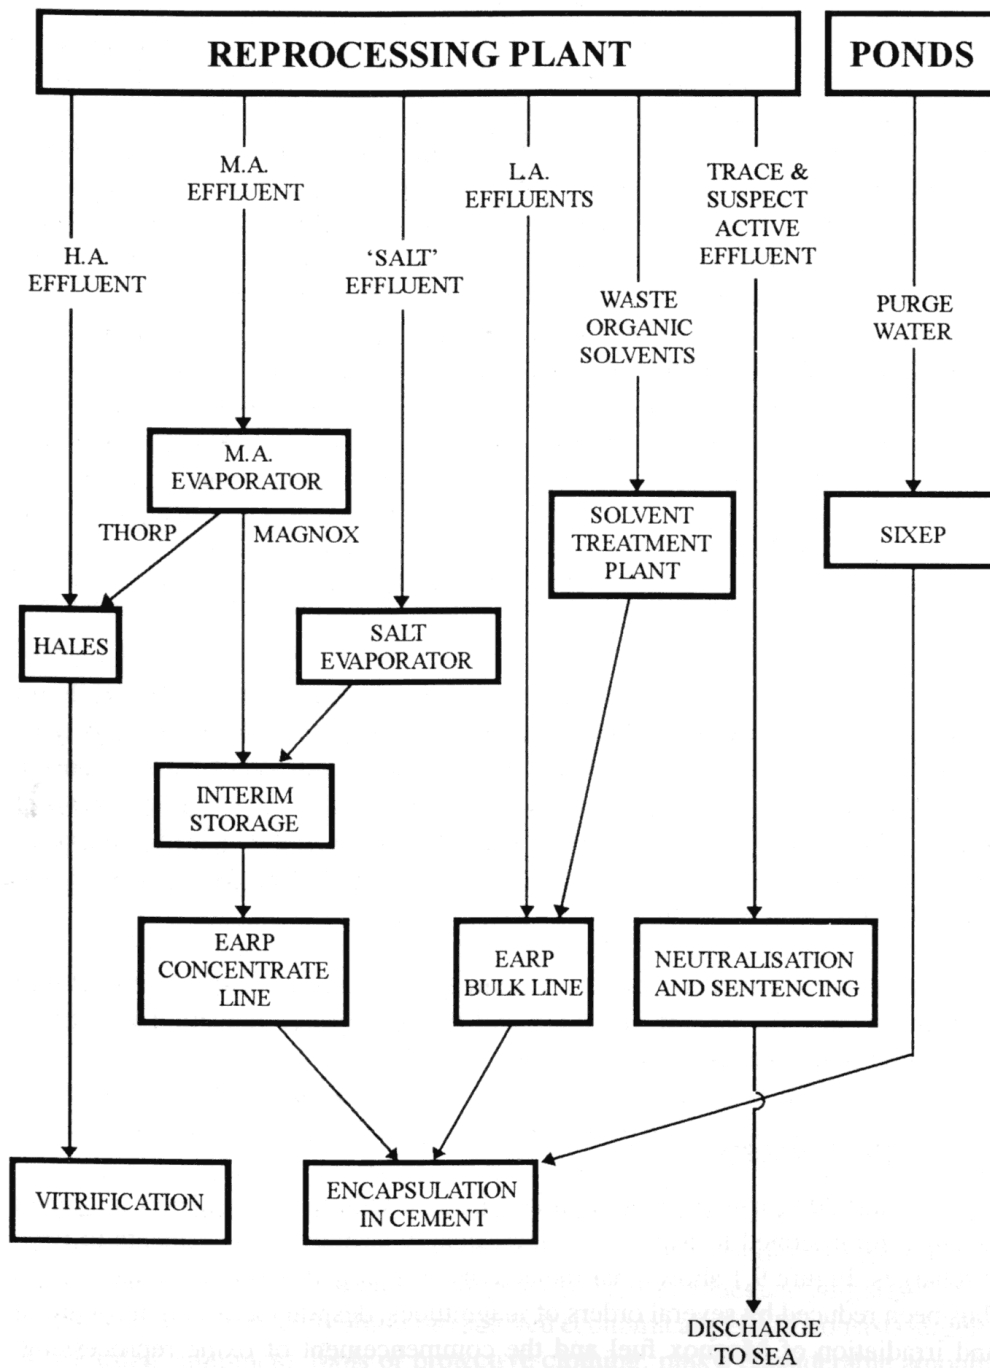 REPROCESSING PLANT
PONDS
M.A.
EFFLUENT
L.A.
EFFLUENTS
TRACE &
SUSPECT
ACTIVE
EFFLUENT
H.A.
EFFLUENT
‘SALT’
EFFLUENT
WASTE
ORGANIC
SOLVENTS
PURGE
WATER
M.A.
EVAPORATOR
THORP
MAGNOX
SOLVENT
TREATMENT
PLANT
SIXEP
HALES
SALT
EVAPORATOR
INTERIM
STORAGE
EARP
CONCENTRATE
LINE
EARP
BULK LINE
NEUTRALISATION
AND SENTENCING
VITRIFICATION
ENCAPSULATION
IN CEMENT
DISCHARGE
TO SEA